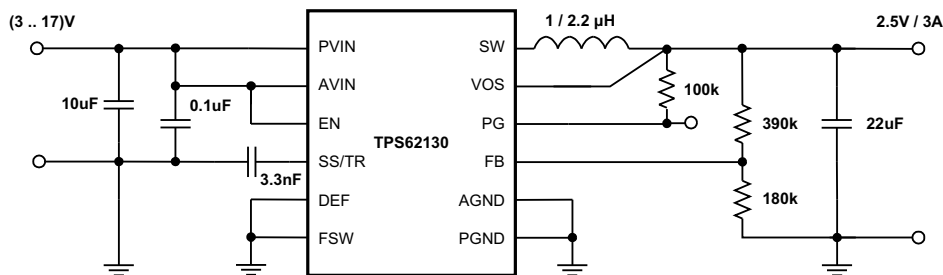 (3 .. 17)V
1 / 2.2 µH
2.5V / 3A
PVIN
SW
AVIN
VOS
10uF
0.1uF
100k
EN
PG
TPS62130
390k
22uF
SS/TR
FB
3.3nF
DEF
AGND
180k
FSW
PGND